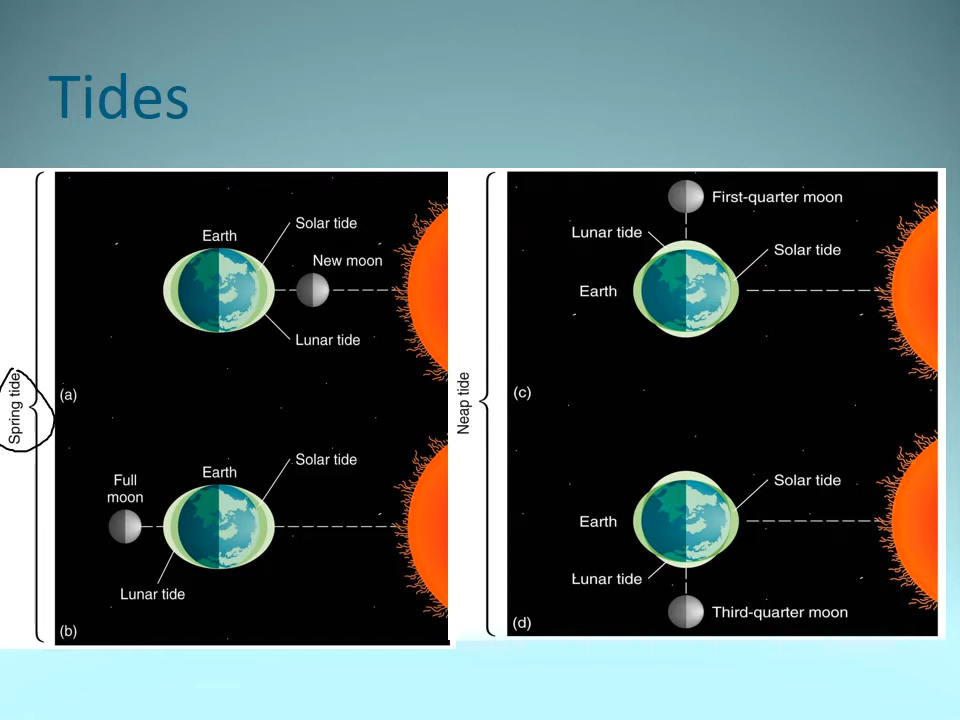 Tides
Spring tide
Earth
Solar tide
New moon
Lunar tide
(a)
Full
moon
Earth
Solar tide
Lunar tide
(b)
Neap tide
First-quarter moon
Lunar tide
Solar tide
Earth
(c)
Solar tide
Earth
Lunar tide
Third-quarter moon
(d)